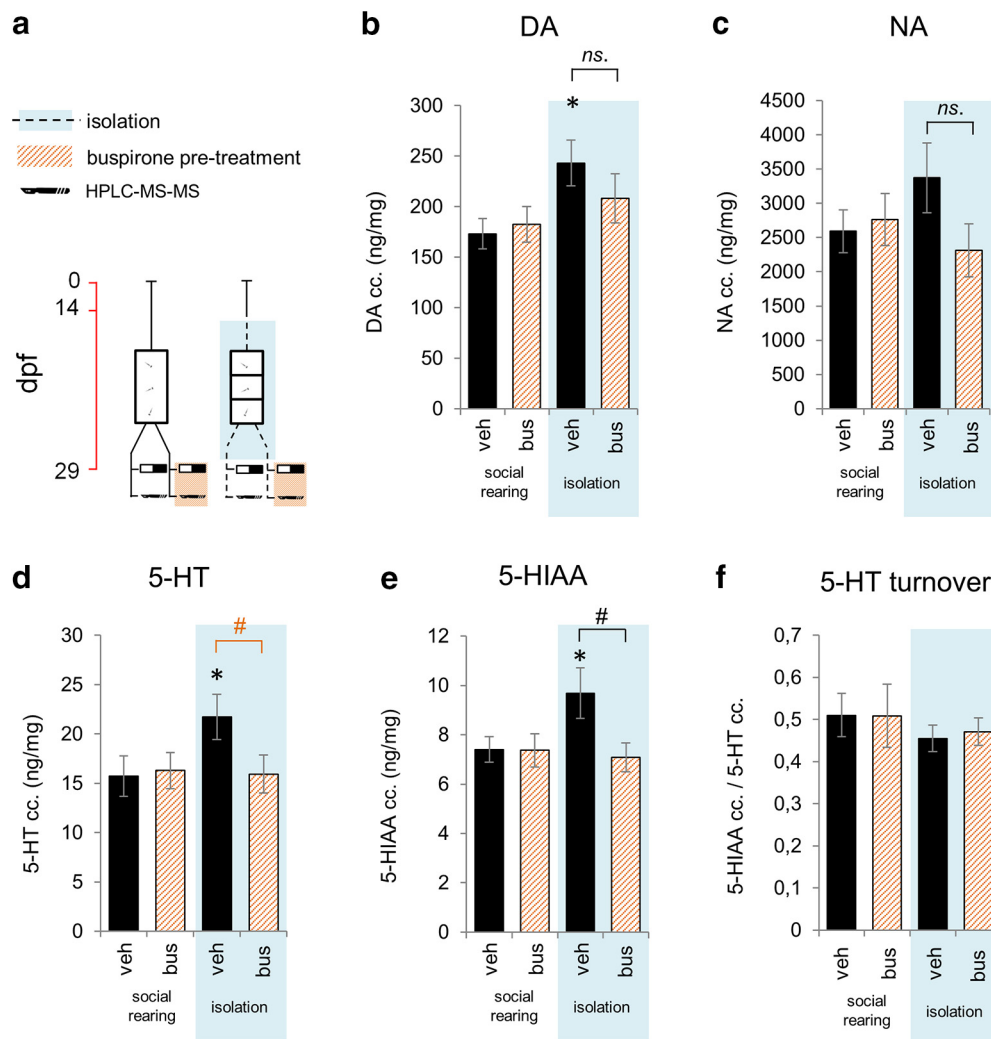 a
isolation
buspirone pre-treatment
HPLC-MS-MS
0
14
29
dpf
b
DA
ns.
*
300
250
200
150
100
50
0
DA cc. (ng/mg)
veh
bus
veh
bus
social
rearing
isolation
c
NA
ns.
4500
4000
3500
3000
2500
2000
1500
1000
500
0
NA cc. (ng/mg)
veh
bus
veh
bus
social
rearing
isolation
d
5-HT
#
*
30
25
20
15
10
5
0
5-HT cc. (ng/mg)
veh
bus
veh
bus
social
rearing
isolation
e
5-HIAA
#
*
12
10
8
6
4
2
0
5-HIAA cc. (ng/mg)
veh
bus
veh
bus
social
rearing
isolation
f
5-HT turnover
0,7
0,6
0,5
0,4
0,3
0,2
0,1
0
5-HIAA cc. / 5-HT cc.
veh
bus
veh
bus
social
rearing
isolation